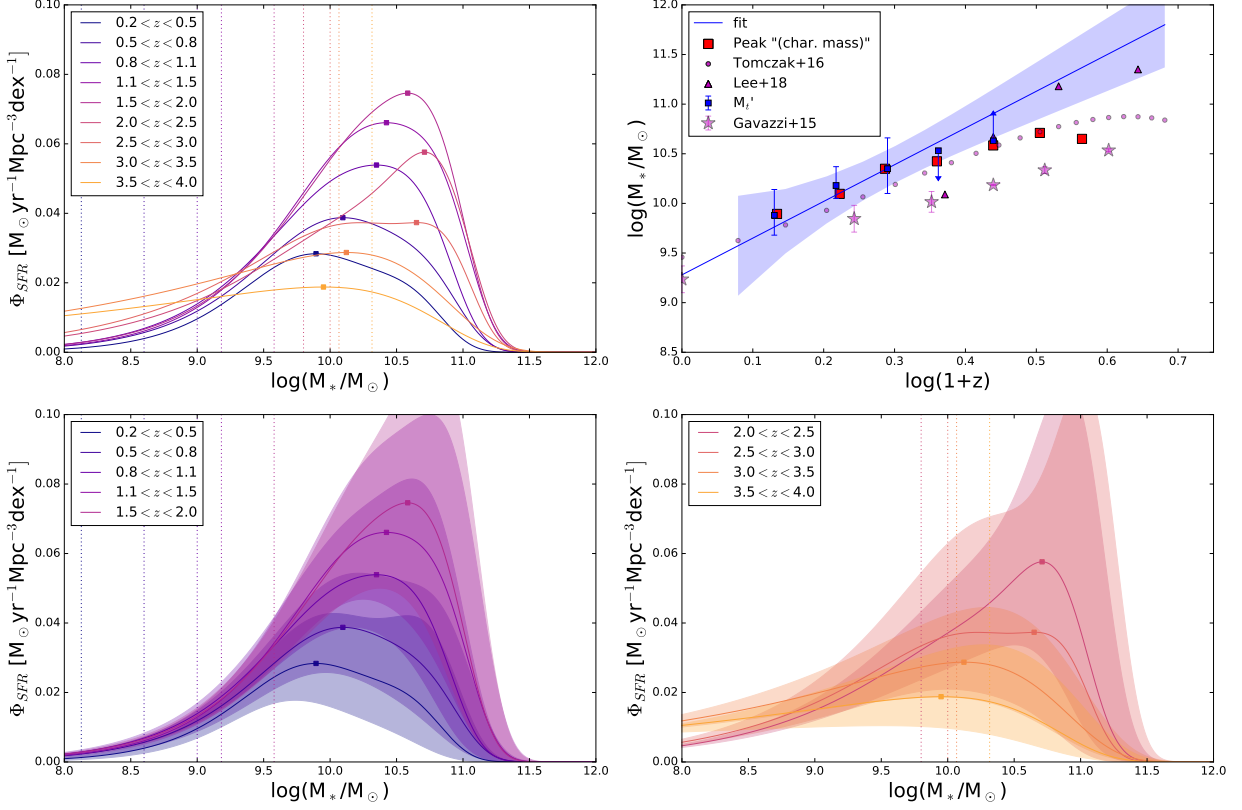 0.10
0.08
0.06
0.04
0.02
0.00
Φ_SFR [M_⊙yr⁻¹Mpc⁻³dex⁻¹]
0.2<z<0.5
0.5<z<0.8
0.8<z<1.1
1.1<z<1.5
1.5<z<2.0
2.0<z<2.5
2.5<z<3.0
3.0<z<3.5
3.5<z<4.0
8.0 8.5 9.0 9.5 10.0 10.5 11.0 11.5 12.0
log(M_*/M_⊙)
12.0
11.5
11.0
10.5
10.0
9.5
9.0
8.5
log(M_*/M_⊙)
fit
Peak "(char. mass)"
Tomczak+16
Lee+18
M_t'
Gavazzi+15
0.0 0.1 0.2 0.3 0.4 0.5 0.6 0.7
log(1+z)
0.10
0.08
0.06
0.04
0.02
0.00
Φ_SFR [M_⊙yr⁻¹Mpc⁻³dex⁻¹]
0.2<z<0.5
0.5<z<0.8
0.8<z<1.1
1.1<z<1.5
1.5<z<2.0
8.0 8.5 9.0 9.5 10.0 10.5 11.0 11.5 12.0
log(M_*/M_⊙)
0.10
0.08
0.06
0.04
0.02
0.00
Φ_SFR [M_⊙yr⁻¹Mpc⁻³dex⁻¹]
2.0<z<2.5
2.5<z<3.0
3.0<z<3.5
3.5<z<4.0
8.0 8.5 9.0 9.5 10.0 10.5 11.0 11.5 12.0
log(M_*/M_⊙)